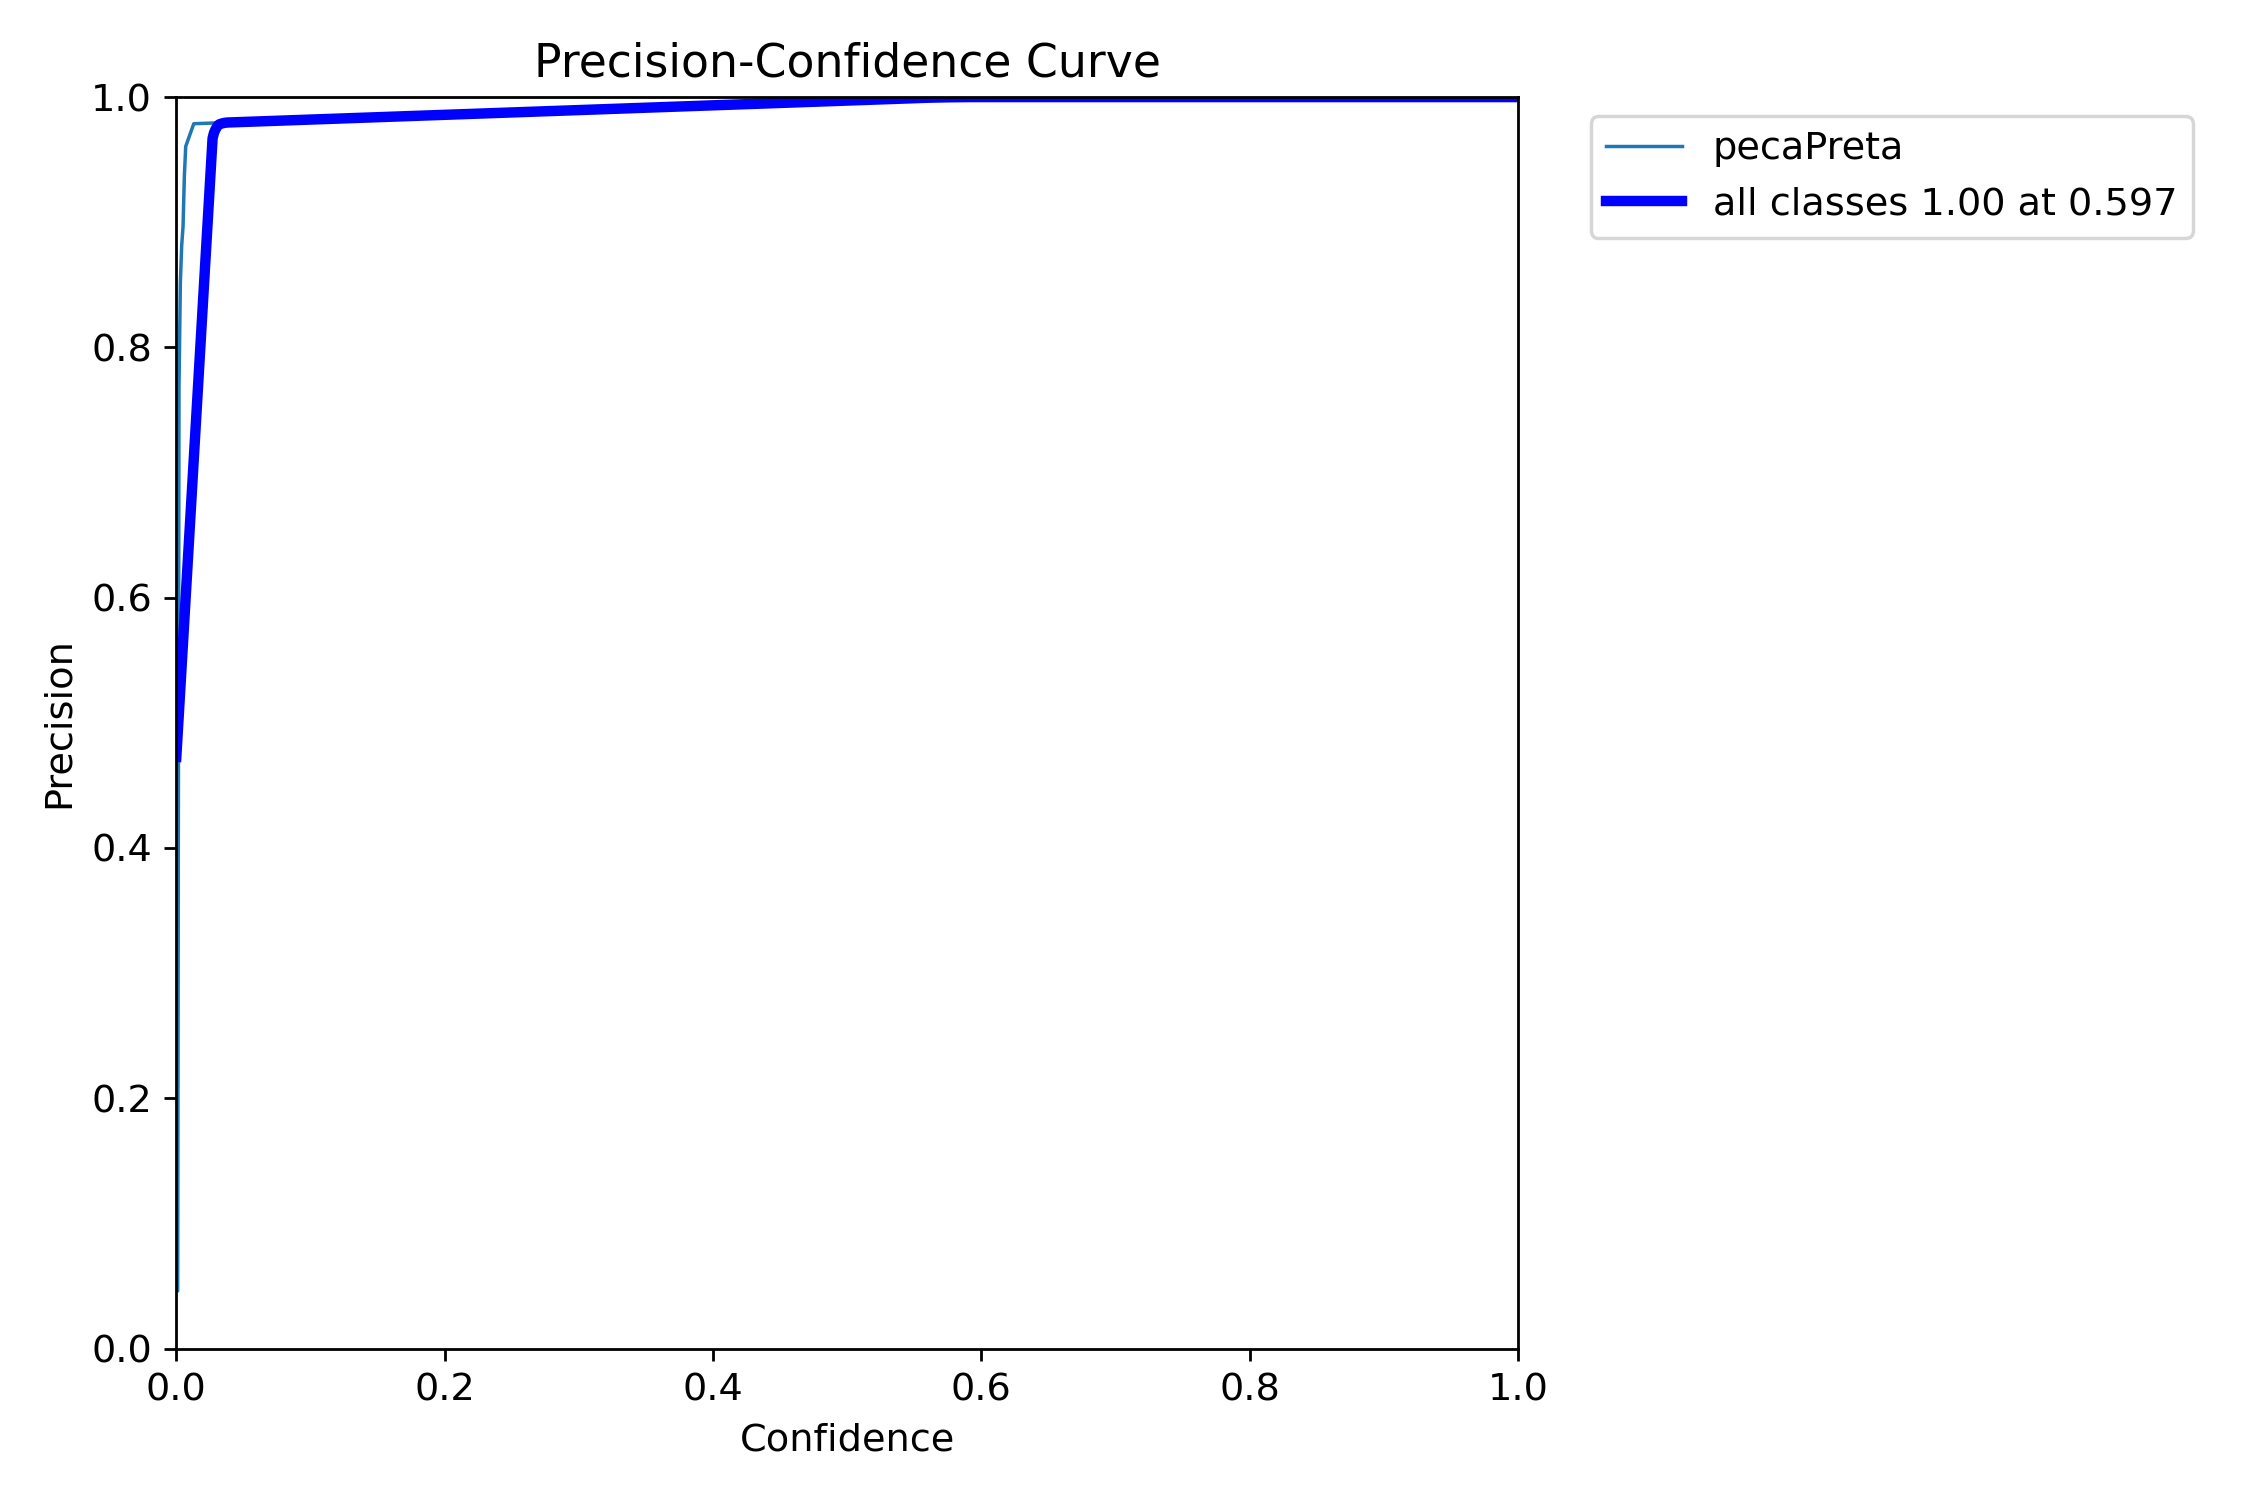 Precision-Confidence Curve
1.0
0.8
0.6
0.4
0.2
0.0
Precision
0.0 0.2 0.4 0.6 0.8 1.0
Confidence
pecaPreta
all classes 1.00 at 0.597